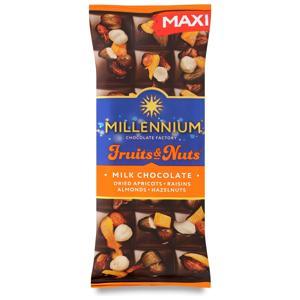 MAXI
MILLENNIUM
CHOCOLATE FACTORY
Fruits & Nuts
• MILK CHOCOLATE •
DRIED APRICOTS • RAISINS
ALMONDS • HAZELNUTS